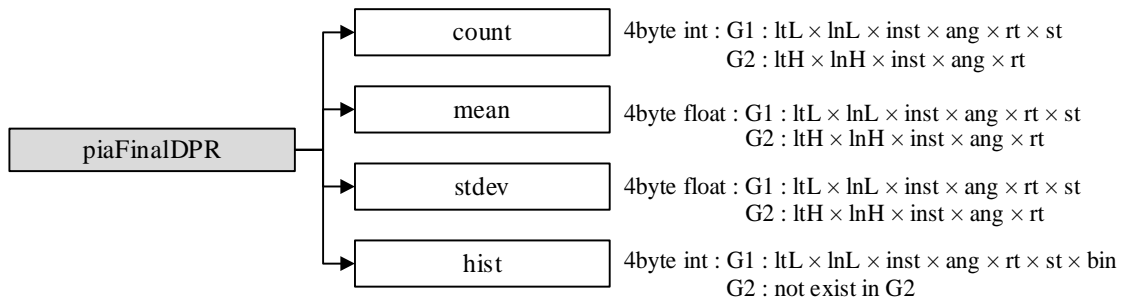 count
4byte int : G1 : ltL × lnL × inst × ang × rt × st
G2 : ltH × lnH × inst × ang × rt
mean
4byte float : G1 : ltL × lnL × inst × ang × rt × st
G2 : ltH × lnH × inst × ang × rt
piaFinalDPR
stdev
4byte float : G1 : ltL × lnL × inst × ang × rt × st
G2 : ltH × lnH × inst × ang × rt
hist
4byte int : G1 : ltL × lnL × inst × ang × rt × st × bin
G2 : not exist in G2